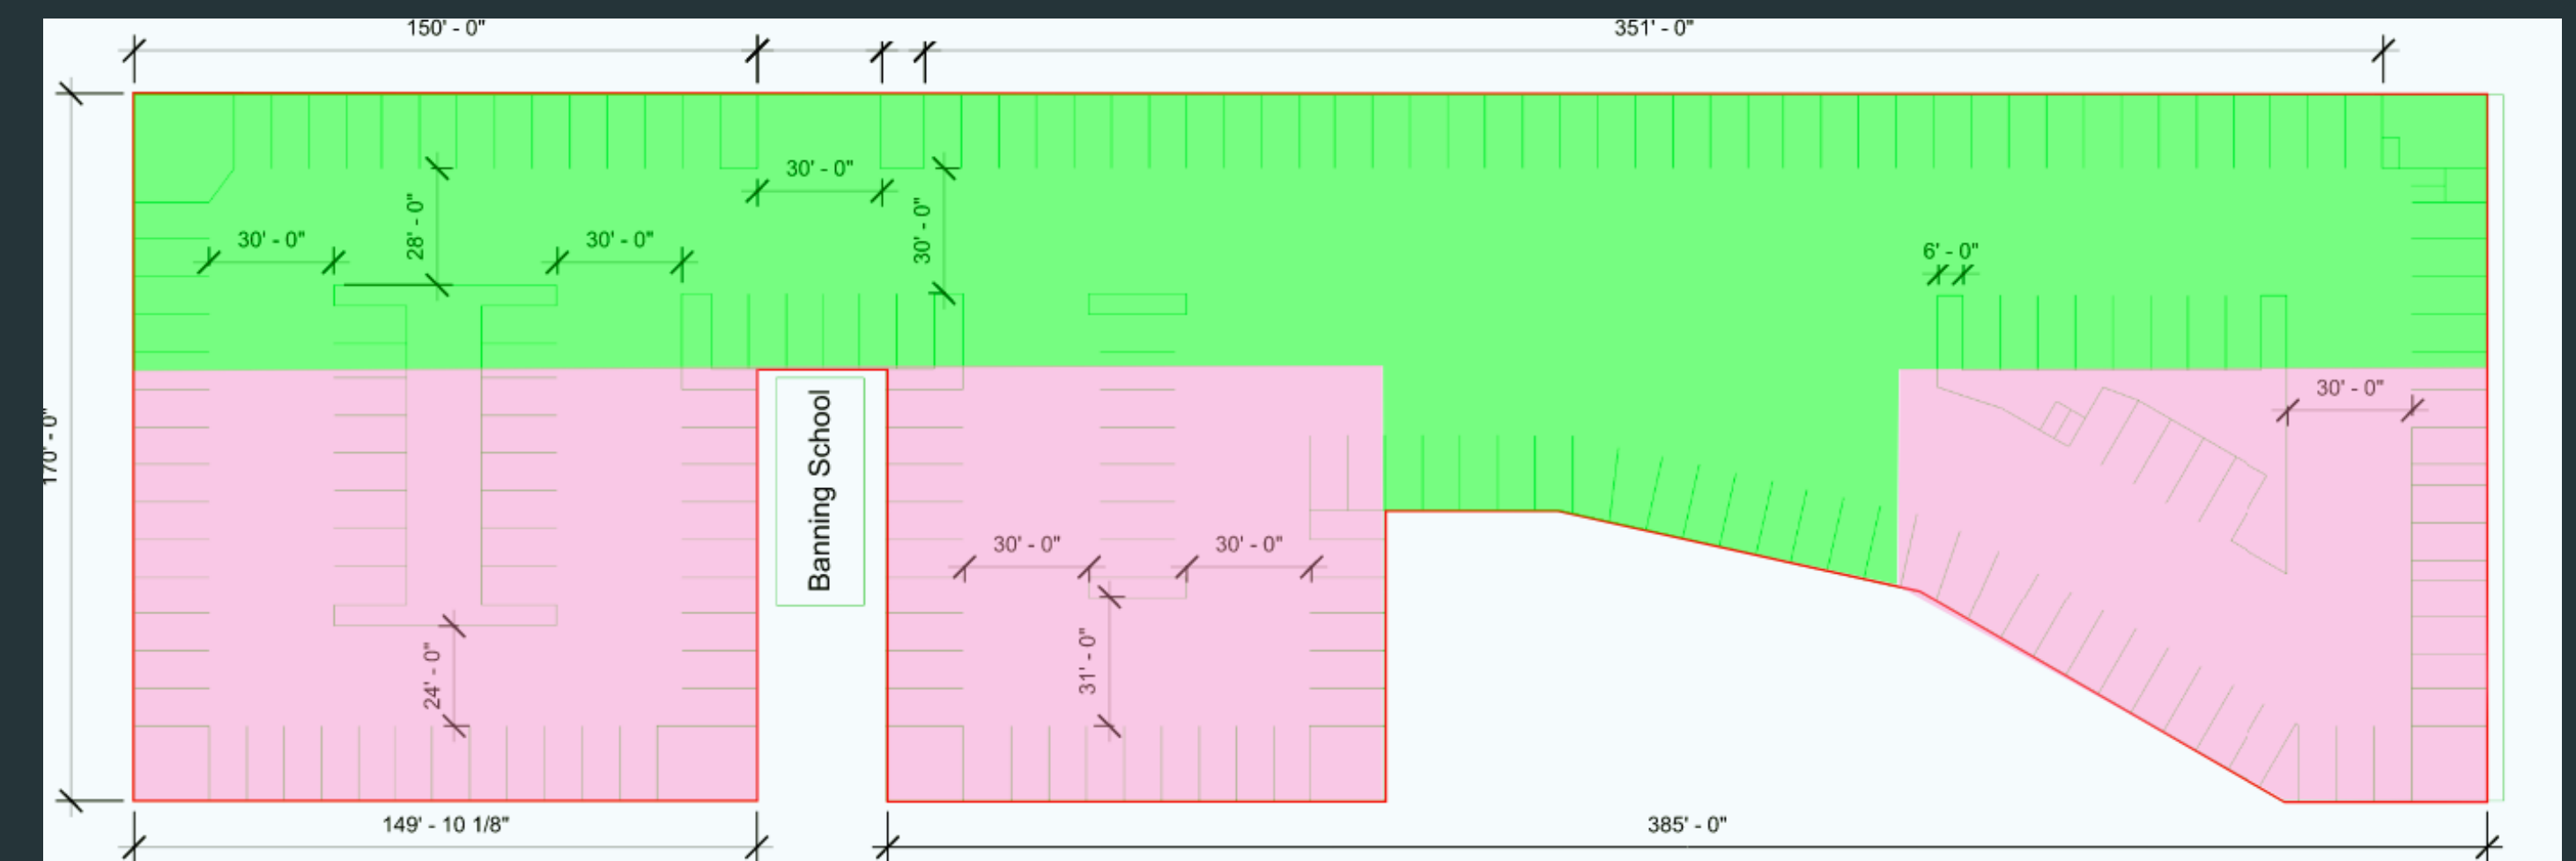 150' - 0"
351' - 0"
30' - 0"
28' - 0"
30' - 0"
30' - 0"
30' - 0"
6' - 0"
170' - 0"
Banning School
30' - 0"
30' - 0"
30' - 0"
24' - 0"
31' - 0"
149' - 10 1/8"
385' - 0"